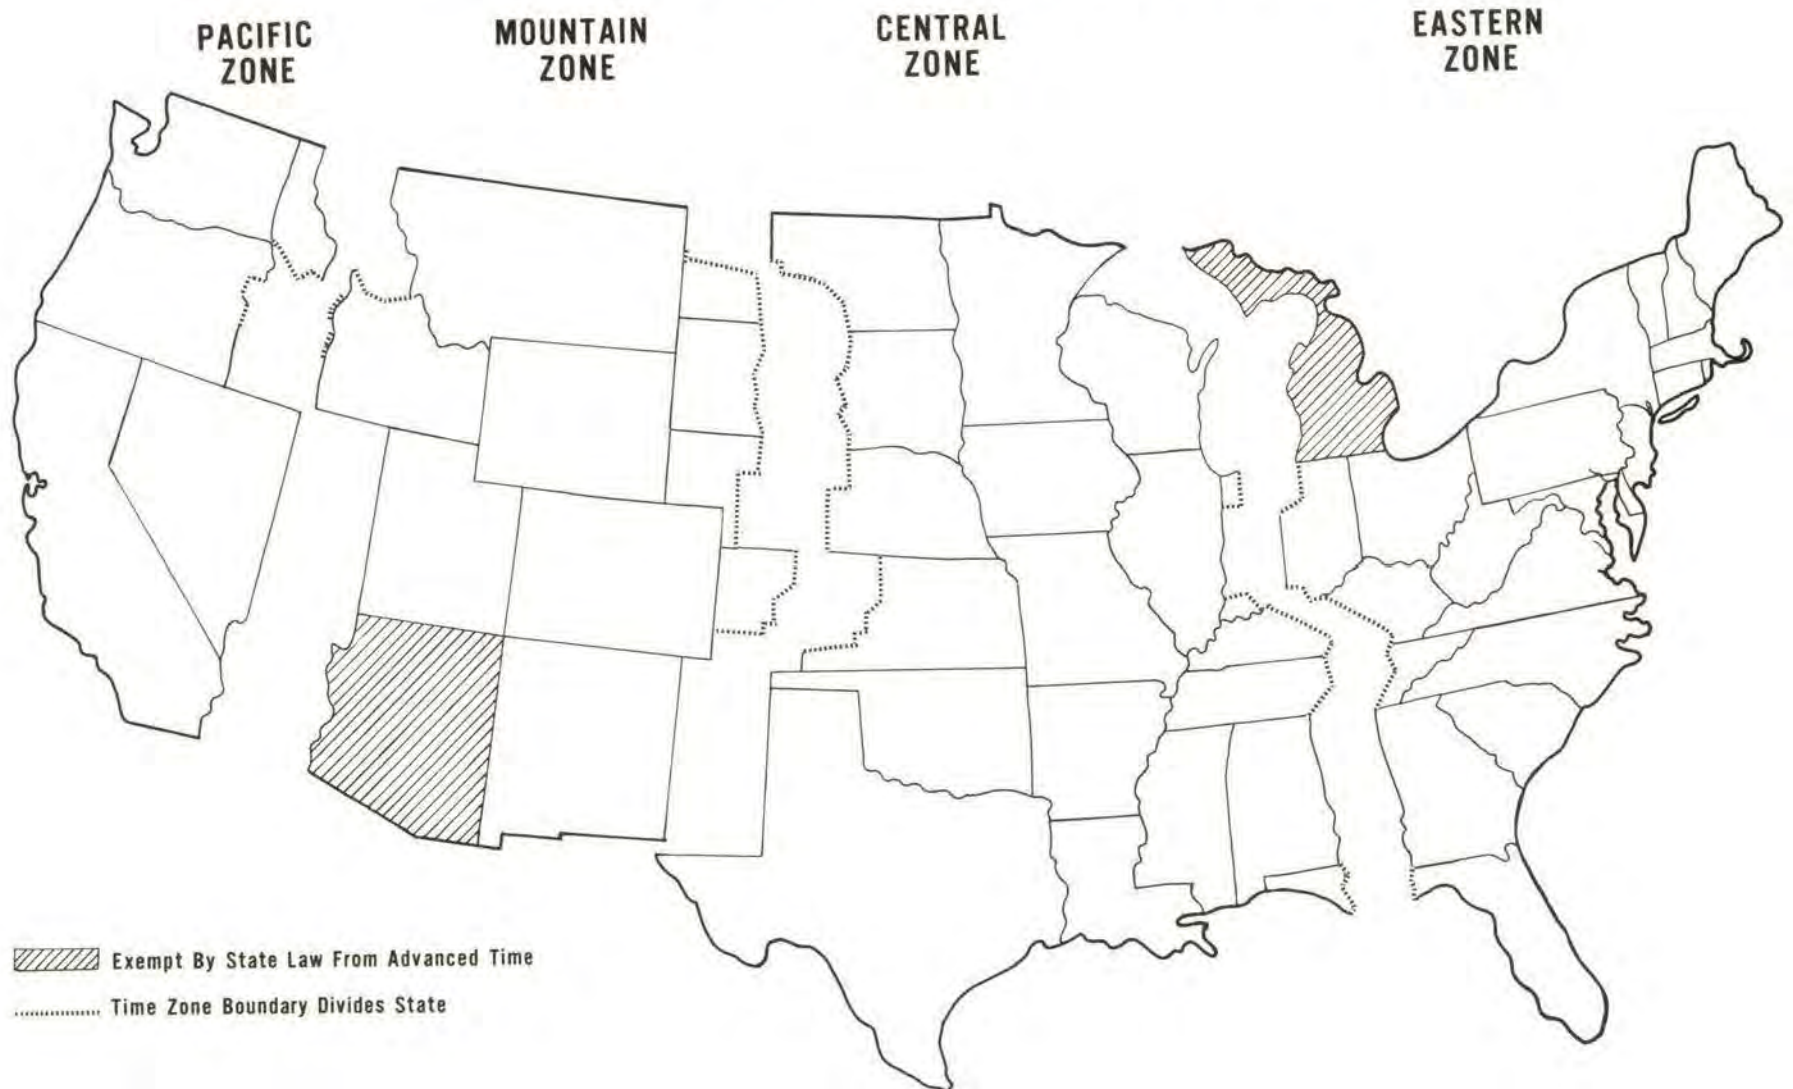 PACIFIC
ZONE
MOUNTAIN
ZONE
CENTRAL
ZONE
EASTERN
ZONE
Exempt By State Law From Advanced Time
Time Zone Boundary Divides State